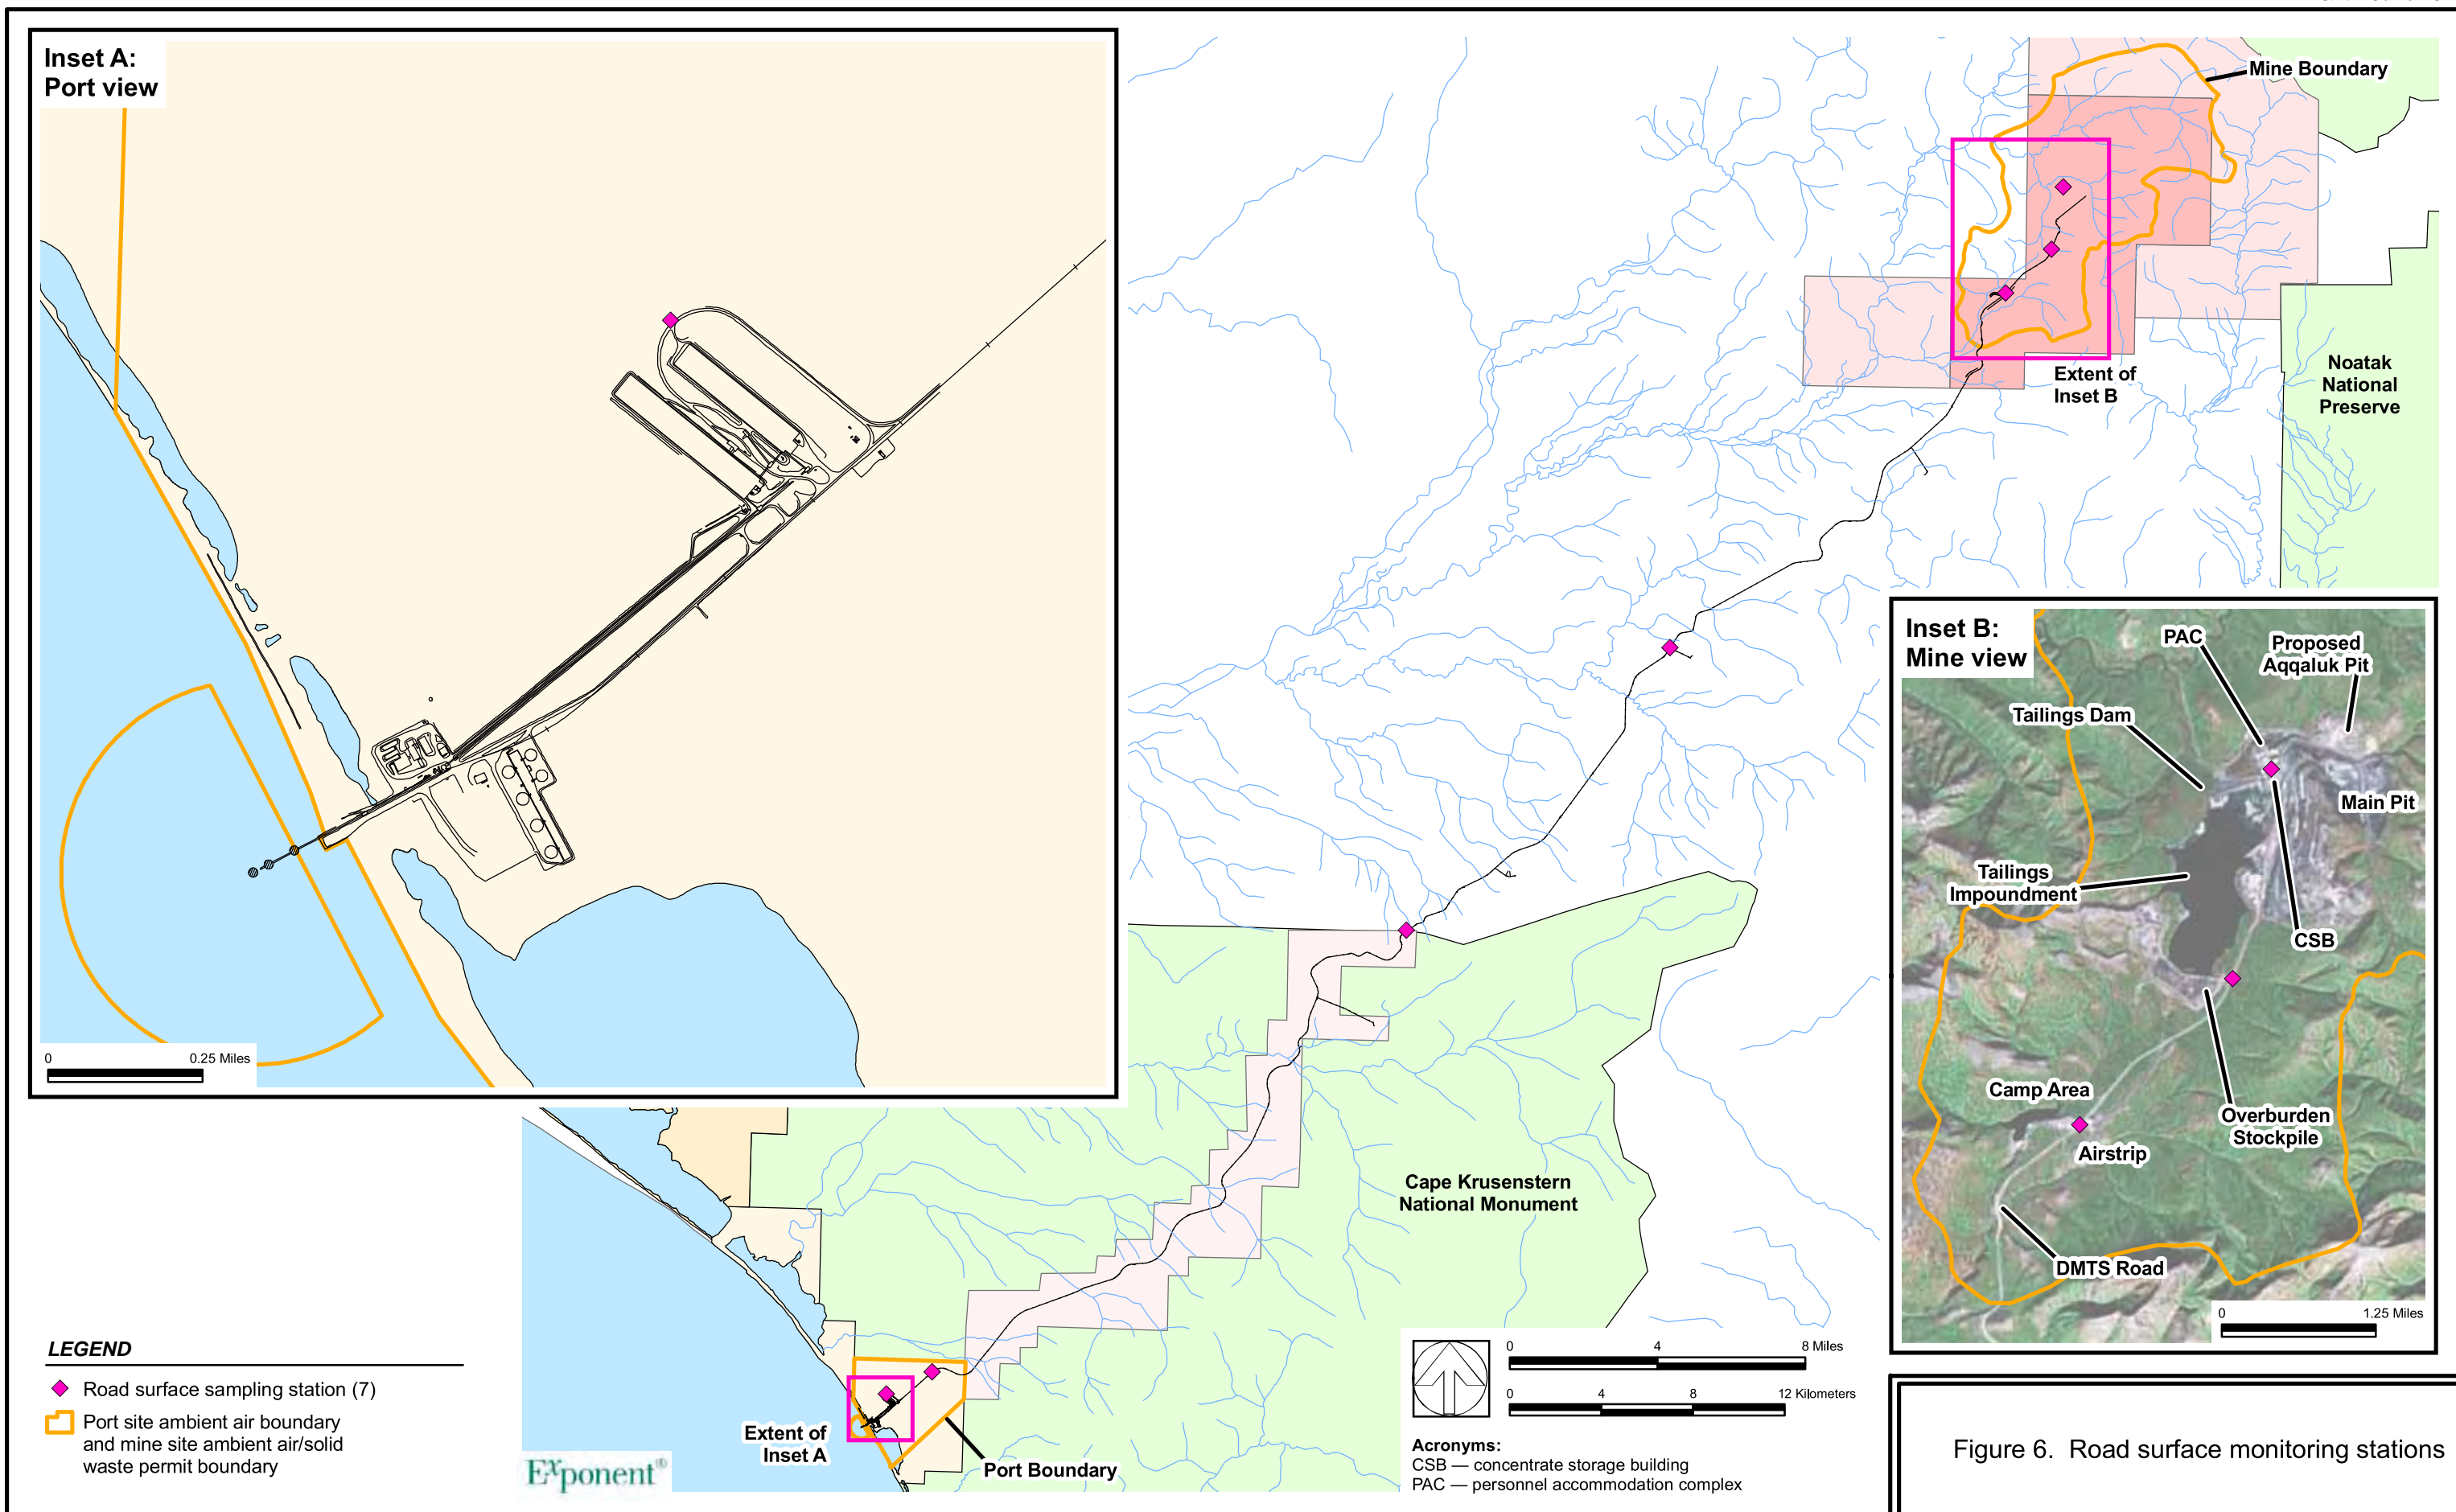 Inset A:
Port view
0
0.25 Miles
Mine Boundary
Extent of
Inset B
Noatak
National
Preserve
Inset B:
Mine view
PAC
Proposed
Aqqaluk Pit
Tailings Dam
Main Pit
Tailings
Impoundment
CSB
Camp Area
Overburden
Stockpile
Airstrip
DMTS Road
0
1.25 Miles
Cape Krusenstern
National Monument
LEGEND
Road surface sampling station (7)
Port site ambient air boundary
and mine site ambient air/solid
waste permit boundary
Extent of
Inset A
Port Boundary
Exponent®
0 4 8 Miles
0 4 8 12 Kilometers
Acronyms:
CSB — concentrate storage building
PAC — personnel accommodation complex
Figure 6. Road surface monitoring stations